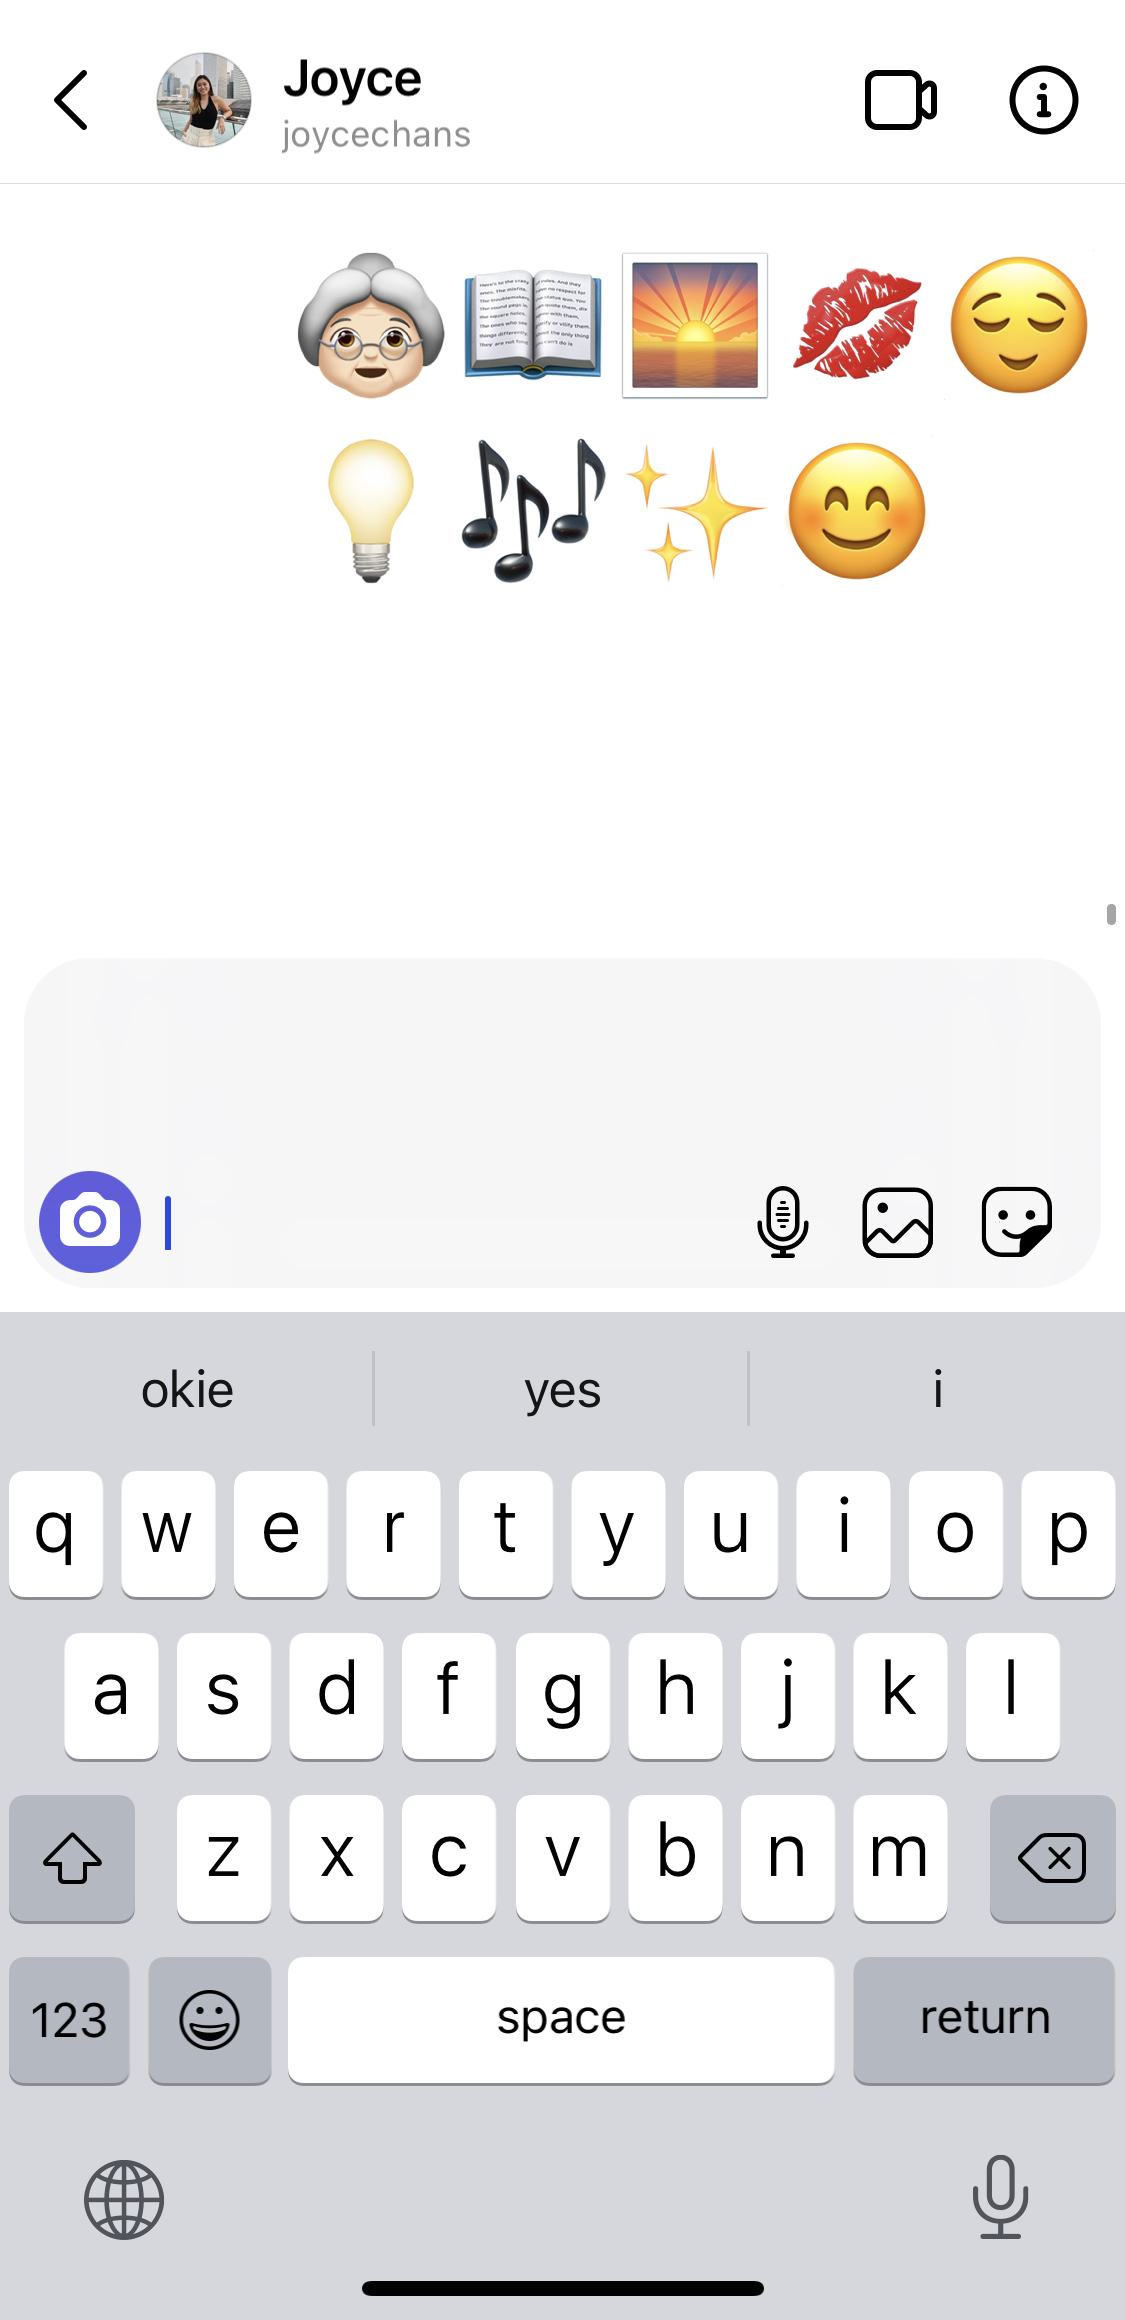 Joyce
joycechans
okie yes i
q w e r t y u i o p
a s d f g h j k l
z x c v b n m
123 space return